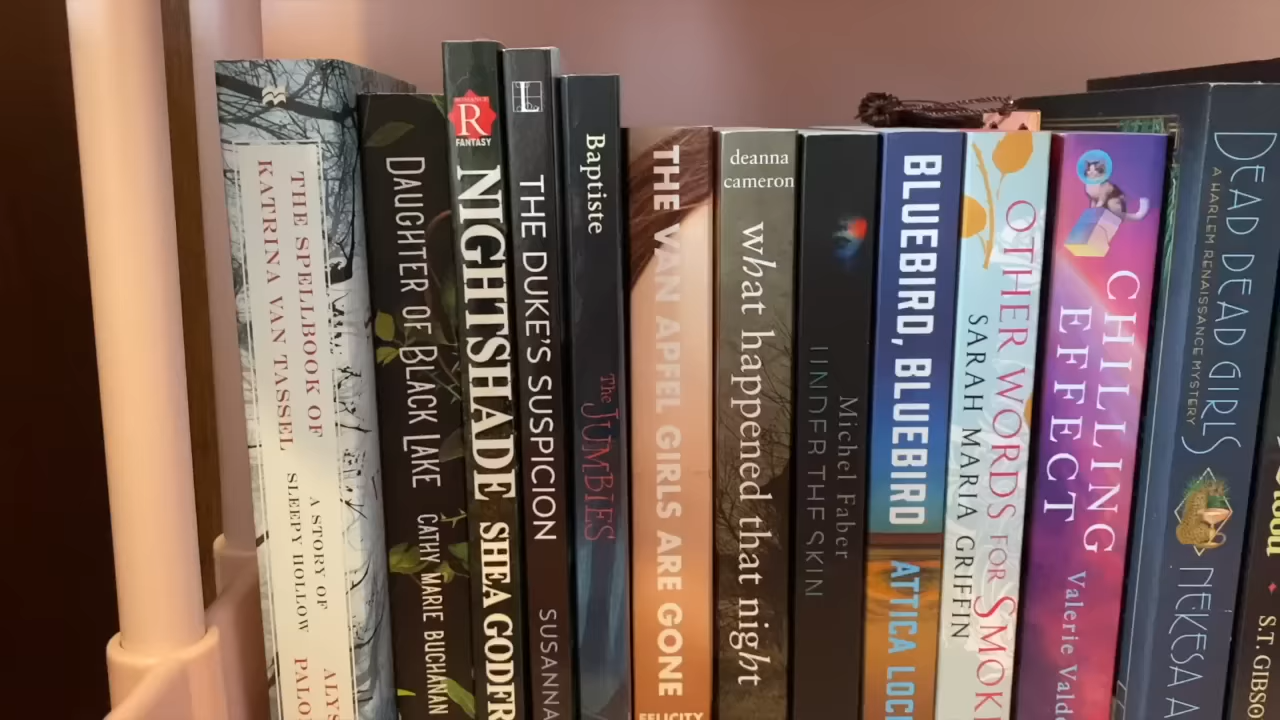 THE SPELLBOOK OF
KATRINA VAN TASSEL
A STORY OF
SLEEPY HOLLOW
ALYS
PALO
DAUGHTER OF BLACK LAKE
CATHY MARIE BUCHANAN
R
FANTASY
NIGHTSHADE
SHEA GODFR
L
THE DUKE'S SUSPICION
SUSANNA
Baptiste
The JUMBIES
THE VAN APFEL GIRLS ARE GONE
FELICITY
deanna
cameron
what happened that night
Michel Faber
UNDER THE SKIN
BLUEBIRD, BLUEBIRD
ATTICA LOC
OTHER WORDS FOR SMOK
SARAH MARIA GRIFFIN
CHILLING
EFFECT
Valerie Vald
DEAD DEAD GIRLS
A HARLEM RENAISSANCE MYSTERY
NEKESA A
S.T. GIBSO